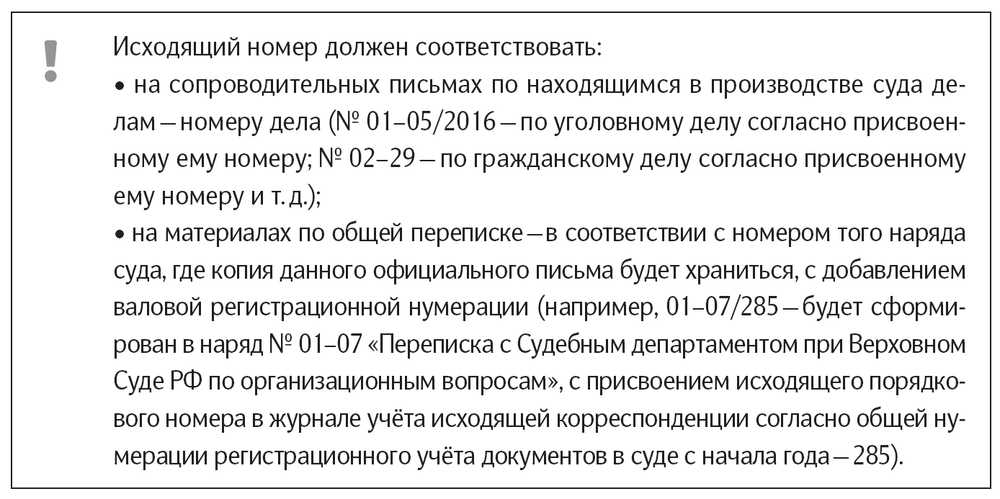 !
Исходящий номер должен соответствовать:
• на сопроводительных письмах по находящимся в производстве суда де-
лам — номеру дела (№ 01–05/2016 — по уголовному делу согласно присвоен-
ному ему номеру; № 02–29 — по гражданскому делу согласно присвоенному
ему номеру и т. д.);
• на материалах по общей переписке — в соответствии с номером того наряда
суда, где копия данного официального письма будет храниться, с добавлением
валовой регистрационной нумерации (например, 01–07/285 — будет сформи-
рован в наряд № 01–07 «Переписка с Судебным департаментом при Верховном
Суде РФ по организационным вопросам», с присвоением исходящего порядко-
вого номера в журнале учёта исходящей корреспонденции согласно общей ну-
мерации регистрационного учёта документов в суде с начала года — 285).